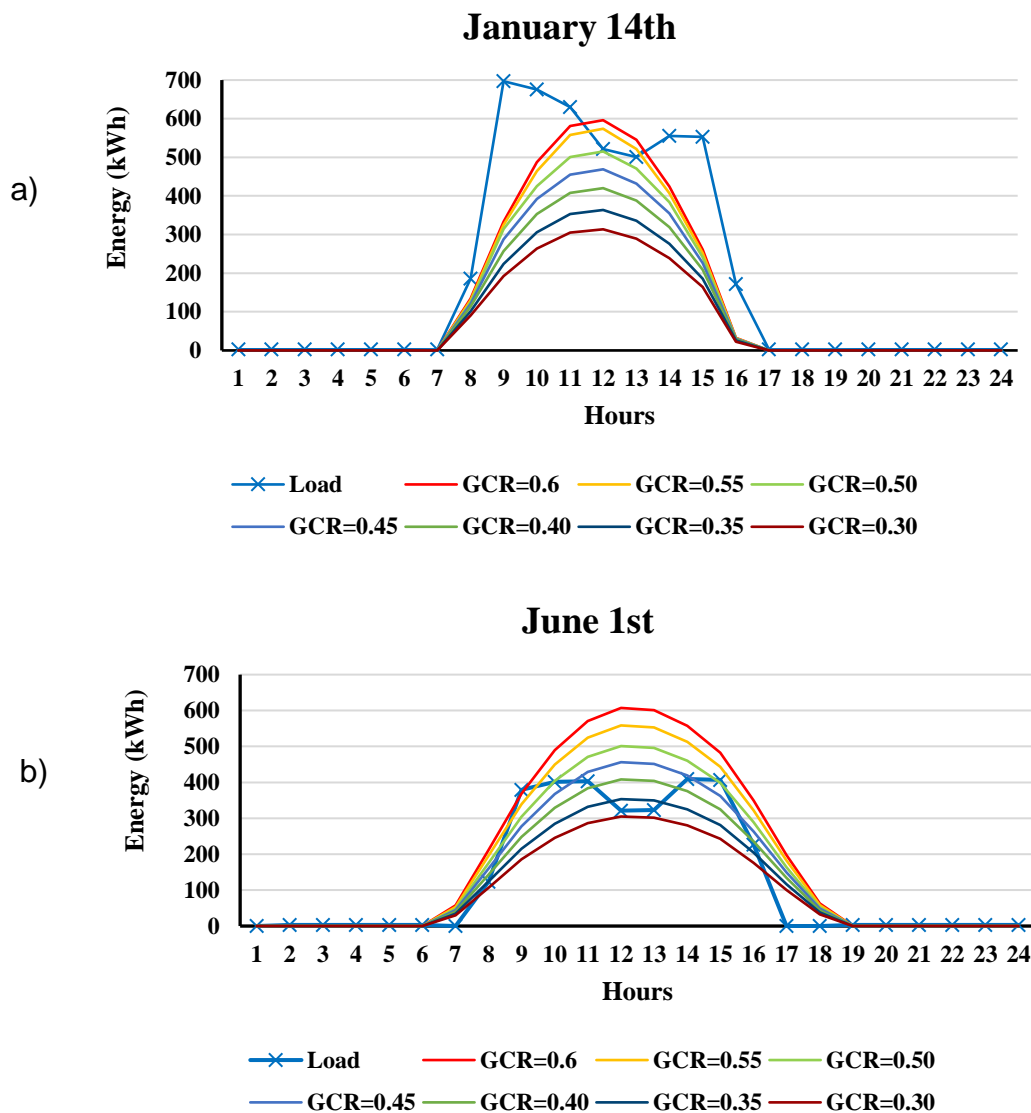 January 14th
a)
Energy (kWh)
700
600
500
400
300
200
100
0
1 2 3 4 5 6 7 8 9 10 11 12 13 14 15 16 17 18 19 20 21 22 23 24
Hours
Load GCR=0.6 GCR=0.55 GCR=0.50
GCR=0.45 GCR=0.40 GCR=0.35 GCR=0.30
June 1st
b)
Energy (kWh)
700
600
500
400
300
200
100
0
1 2 3 4 5 6 7 8 9 10 11 12 13 14 15 16 17 18 19 20 21 22 23 24
Hours
Load GCR=0.6 GCR=0.55 GCR=0.50
GCR=0.45 GCR=0.40 GCR=0.35 GCR=0.30